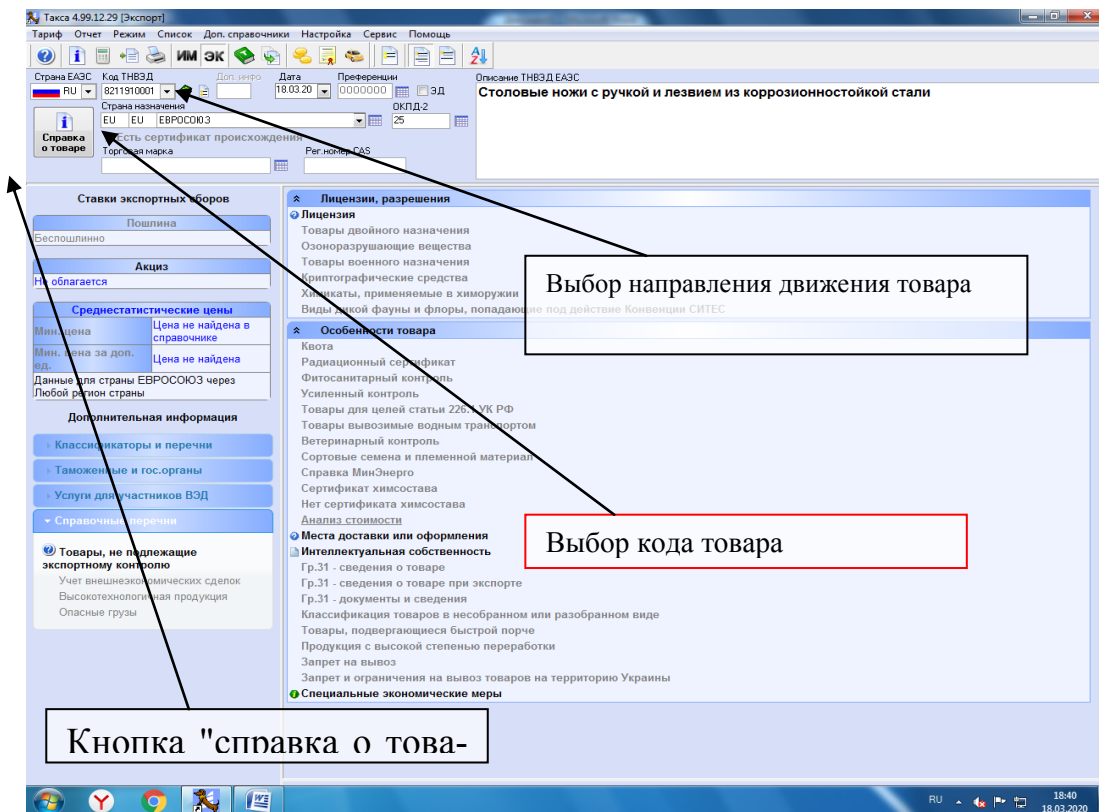 Такса 4.99.12.29 [Экспорт]
Тариф Отчет Режим Список Доп. справочники Настройка Сервис Помощь
ИМ ЭК
Страна ЕАЭС Код ТНВЭД Доп. инфо Дата Преференции Описание ТНВЭД ЕАЭС
RU 8211910001 18.03.20 0000000 ЭД Столовые ножи с ручкой и лезвием из коррозионностойкой стали
Страна назначения ОКПД-2
EU EU ЕВРОСОЮЗ 25
Справка о товаре
Есть сертификат происхождения
Торговая марка Рег.номер CAS
Ставки экспортных сборов
Пошлина
Беспошлинно
Акциз
Не облагается
Среднестатистические цены
Мин. цена Цена не найдена в справочнике
Мин. цена за доп. ед. Цена не найдена
Данные для страны ЕВРОСОЮЗ через
Любой регион страны
Дополнительная информация
Классификаторы и перечни
Таможенные и гос.органы
Услуги для участников ВЭД
Справочные перечни
Товары, не подлежащие
экспортному контролю
Учет внешнеэкономических сделок
Высокотехнологичная продукция
Опасные грузы
Лицензии, разрешения
Лицензия
Товары двойного назначения
Озоноразрушающие вещества
Товары военного назначения
Криптографические средства
Химикаты, применяемые в химоружии
Виды дикой фауны и флоры, попадающие под действие Конвенции СИТЕС
Особенности товара
Квота
Радиационный сертификат
Фитосанитарный контроль
Усиленный контроль
Товары для целей статьи 226.1 УК РФ
Товары вывозимые водным транспортом
Ветеринарный контроль
Сортовые семена и племенной материал
Справка МинЭнерго
Сертификат химсостава
Нет сертификата химсостава
Анализ стоимости
Места доставки или оформления
Интеллектуальная собственность
Гр.31 - сведения о товаре
Гр.31 - сведения о товаре при экспорте
Гр.31 - документы и сведения
Классификация товаров в несобранном или разобранном виде
Товары, подвергающиеся быстрой порче
Продукция с высокой степенью переработки
Запрет на вывоз
Запрет и ограничения на вывоз товаров на территорию Украины
Специальные экономические меры
Выбор направления движения товара
Выбор кода товара
Кнопка "справка о това-
RU 18:40
18.03.2020